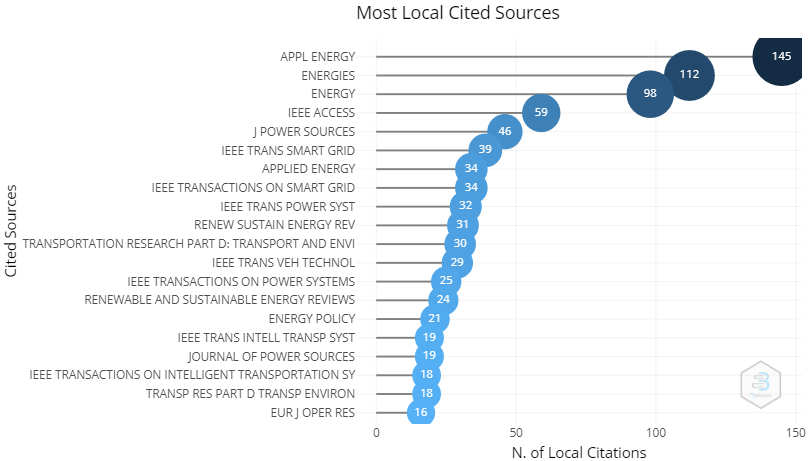 Most Local Cited Sources
Cited Sources
APPL ENERGY 145
ENERGIES 112
ENERGY 98
IEEE ACCESS 59
J POWER SOURCES 46
IEEE TRANS SMART GRID 39
APPLIED ENERGY 34
IEEE TRANSACTIONS ON SMART GRID 34
IEEE TRANS POWER SYST 32
RENEW SUSTAIN ENERGY REV 31
TRANSPORTATION RESEARCH PART D: TRANSPORT AND ENVI 30
IEEE TRANS VEH TECHNOL 29
IEEE TRANSACTIONS ON POWER SYSTEMS 25
RENEWABLE AND SUSTAINABLE ENERGY REVIEWS 24
ENERGY POLICY 21
IEEE TRANS INTELL TRANSP SYST 19
JOURNAL OF POWER SOURCES 19
IEEE TRANSACTIONS ON INTELLIGENT TRANSPORTATION SY 18
TRANSP RES PART D TRANSP ENVIRON 18
EUR J OPER RES 16
0 50 100 150
N. of Local Citations